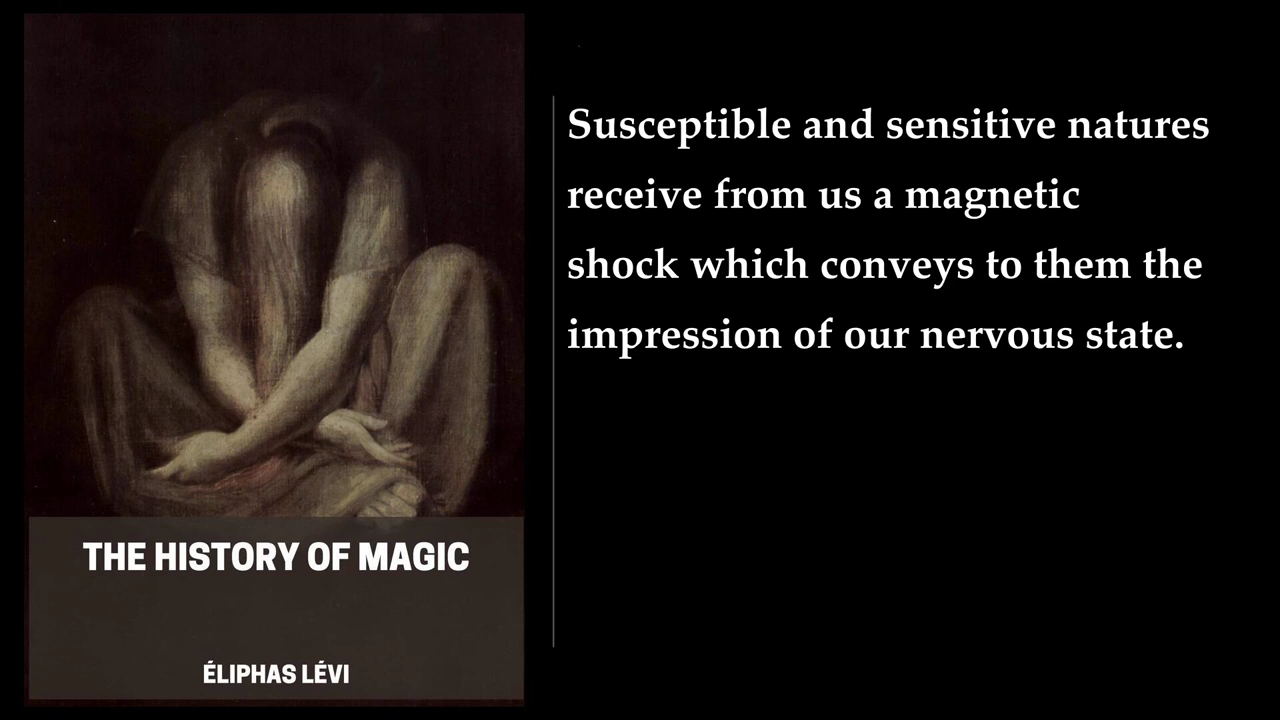 THE HISTORY OF MAGIC
ÉLIPHAS LÉVI
Susceptible and sensitive natures
receive from us a magnetic
shock which conveys to them the
impression of our nervous state.